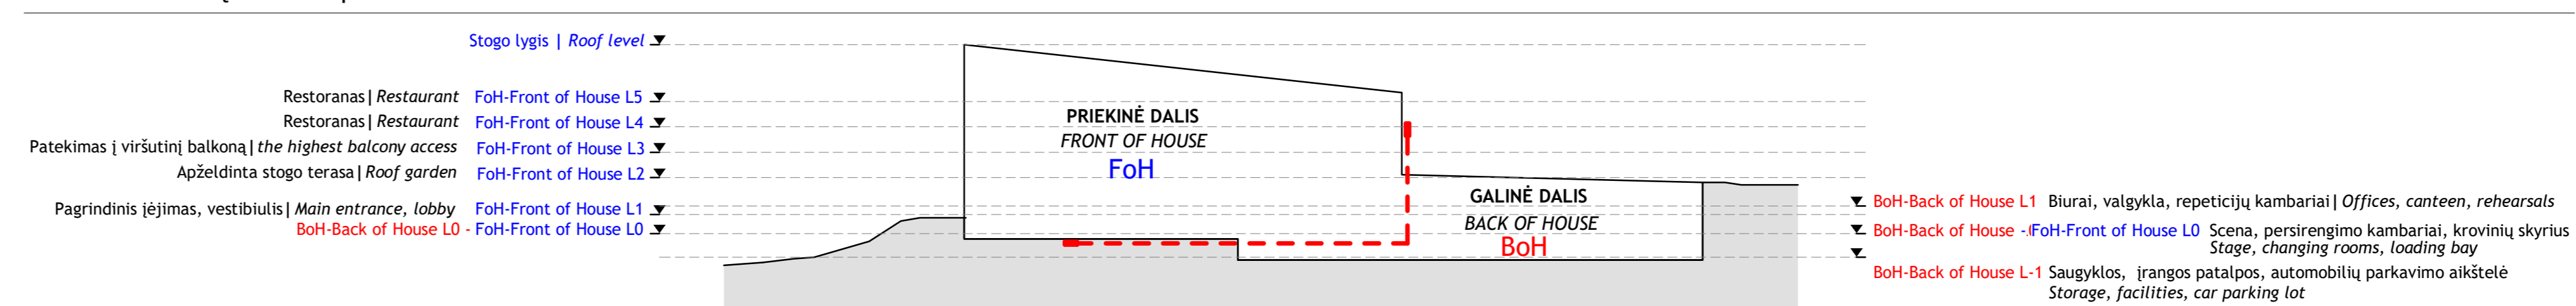 Stogo lygis | Roof level
Restoranas | Restaurant FoH-Front of House L5
Restoranas | Restaurant FoH-Front of House L4
Patekimas į viršutinį balkoną | the highest balcony access FoH-Front of House L3
Apželdinta stogo terasa | Roof garden FoH-Front of House L2
Pagrindinis įėjimas, vestibiulis | Main entrance, lobby FoH-Front of House L1
BoH-Back of House L0 - FoH-Front of House L0
PRIEKINĖ DALIS
FRONT OF HOUSE
FoH
GALINĖ DALIS
BACK OF HOUSE
BoH
BoH-Back of House L1 Biurai, valgykla, repeticijų kambariai | Offices, canteen, rehearsals
BoH-Back of House - FoH-Front of House L0 Scena, persirengimo kambariai, krovinių skyrius
Stage, changing rooms, loading bay
BoH-Back of House L-1 Saugyklos, įrangos patalpos, automobilių parkavimo aikštelė
Storage, facilities, car parking lot